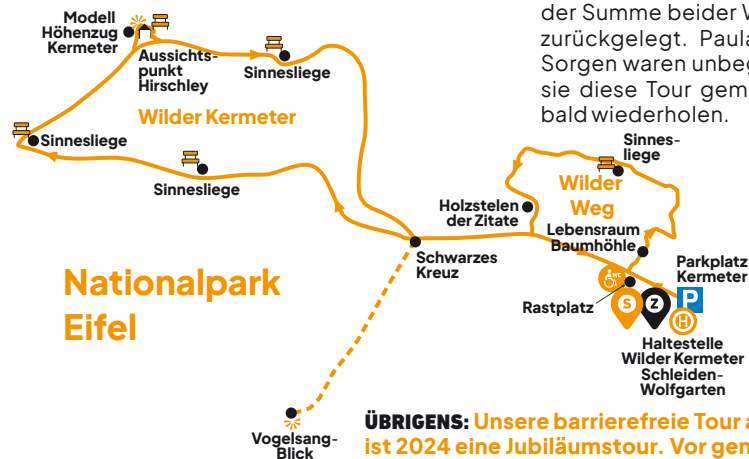 der Summe beider W
zurückgelegt. Paula
Sorgen waren unbeg
sie diese Tour gem
bald wiederholen.
Modell
Höhenzug
Kermeter
Aussichts-
punkt
Hirschley
Sinnesliege
Wilder Kermeter
Sinnesliege
Sinnesliege
Sinnes-
liege
Wilder
Weg
Holzstelen
der Zitate
Lebensraum
Baumhöhle
Schwarzes
Kreuz
Parkplatz
Kermeter
WC
P
Rastplatz
S
Z
H
Haltestelle
Wilder Kermeter
Schleiden-
Wolfgarten
Nationalpark
Eifel
Vogelsang-
Blick
ÜBRIGENS: Unsere barrierefreie Tour a
ist 2024 eine Jubiläumstour. Vor gen